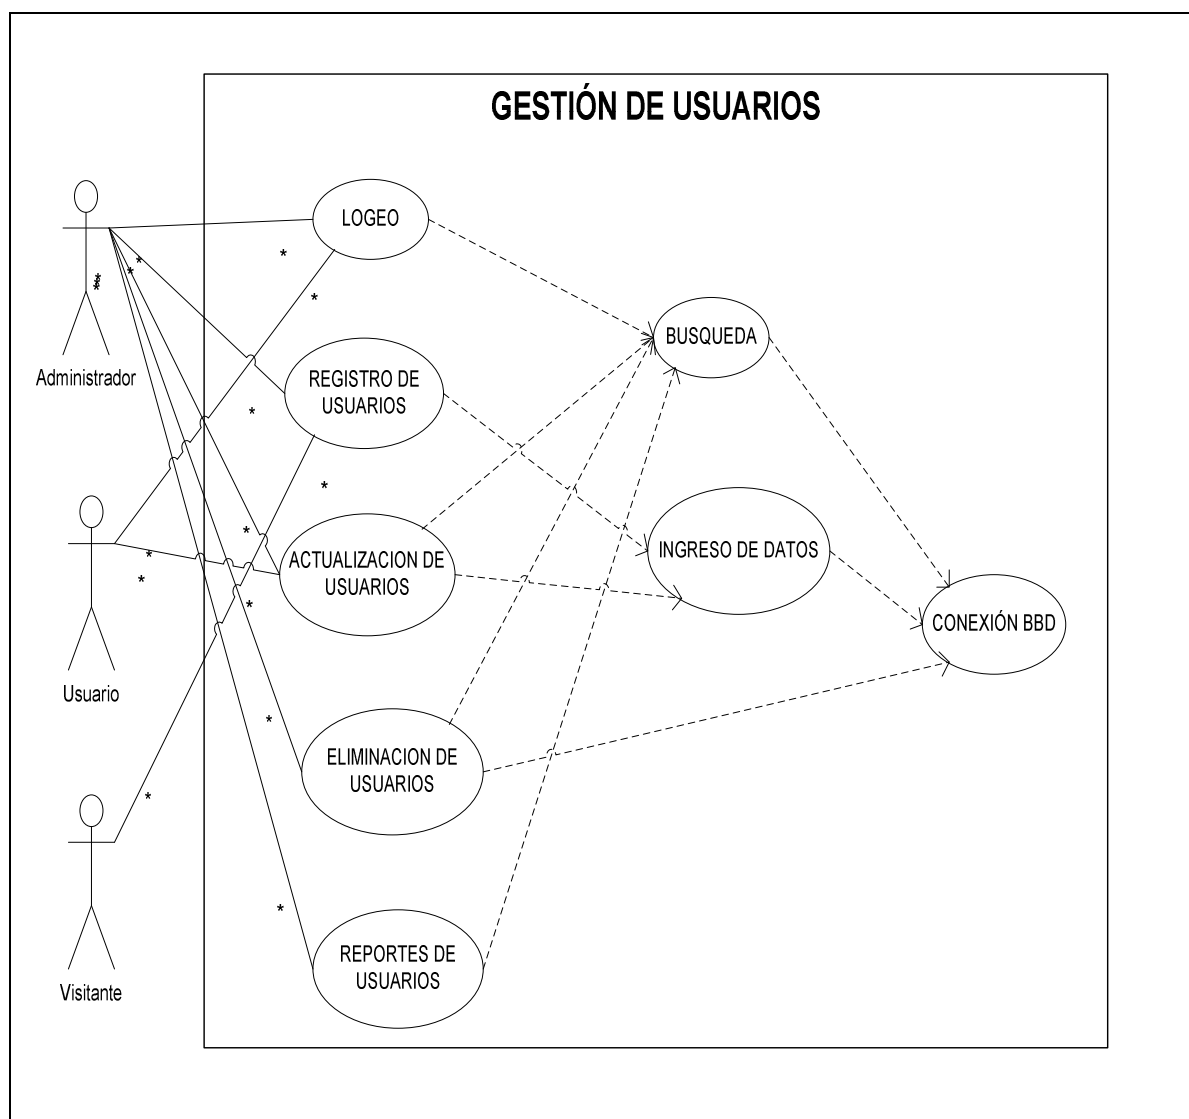 GESTIÓN DE USUARIOS
LOGEO
*
*
*
*
*
*
BUSQUEDA
Administrador
REGISTRO DE
USUARIOS
*
*
*
ACTUALIZACION DE
USUARIOS
*
*
*
INGRESO DE DATOS
CONEXIÓN BBD
Usuario
*
ELIMINACION DE
USUARIOS
*
*
REPORTES DE
USUARIOS
Visitante